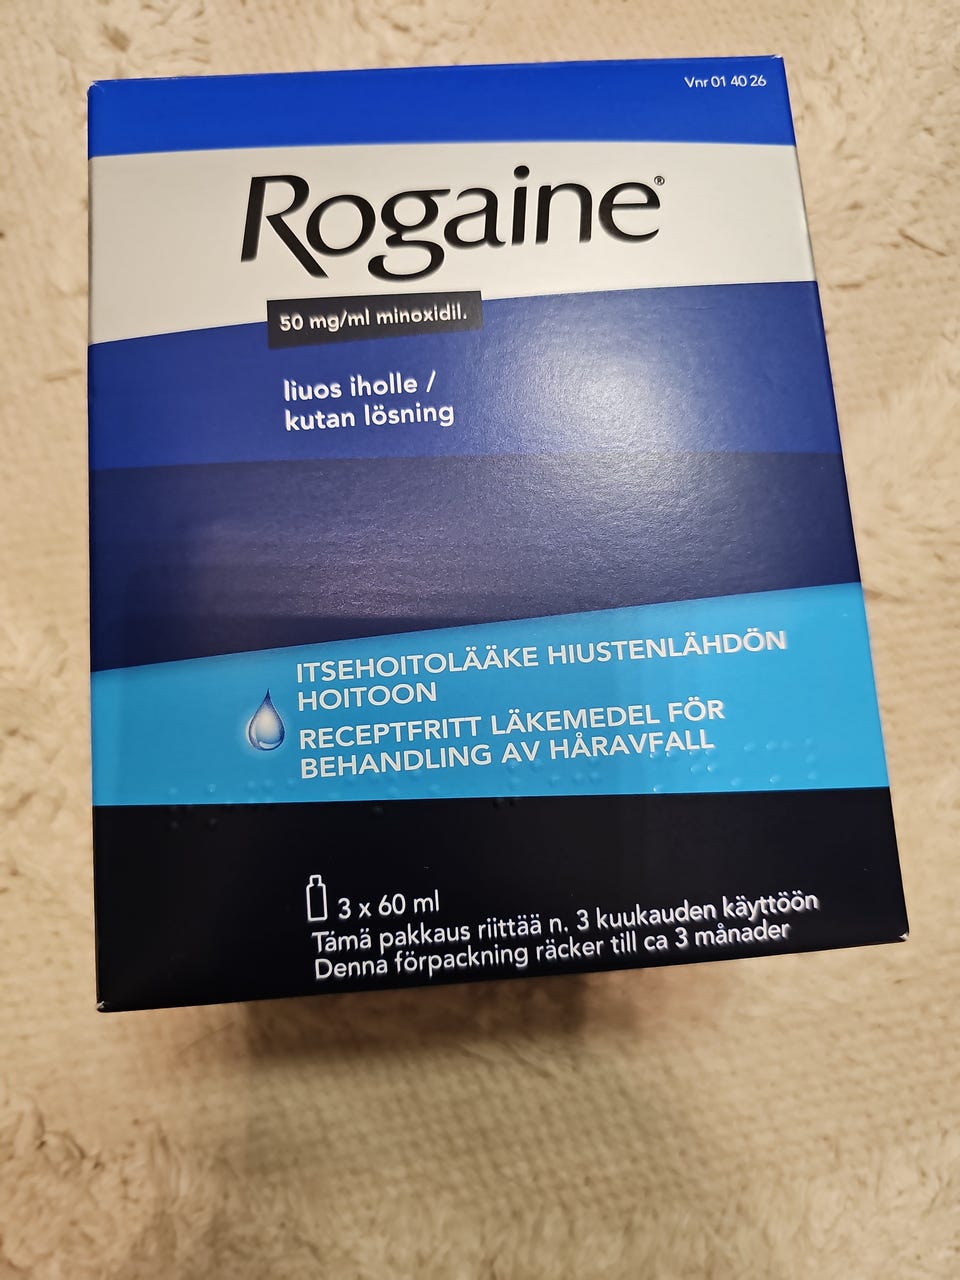 Vnr 01 40 26
Rogaine®
50 mg/ml minoxidil.
liuos iholle /
kutan lösning
ITSEHOITOLÄÄKE HIUSTENLÄHDÖN
HOITOON
RECEPTFRITT LÄKEMEDEL FÖR
BEHANDLING AV HÅRAVFALL
3 x 60 ml
Tämä pakkaus riittää n. 3 kuukauden käyttöön
Denna förpackning räcker till ca 3 månader